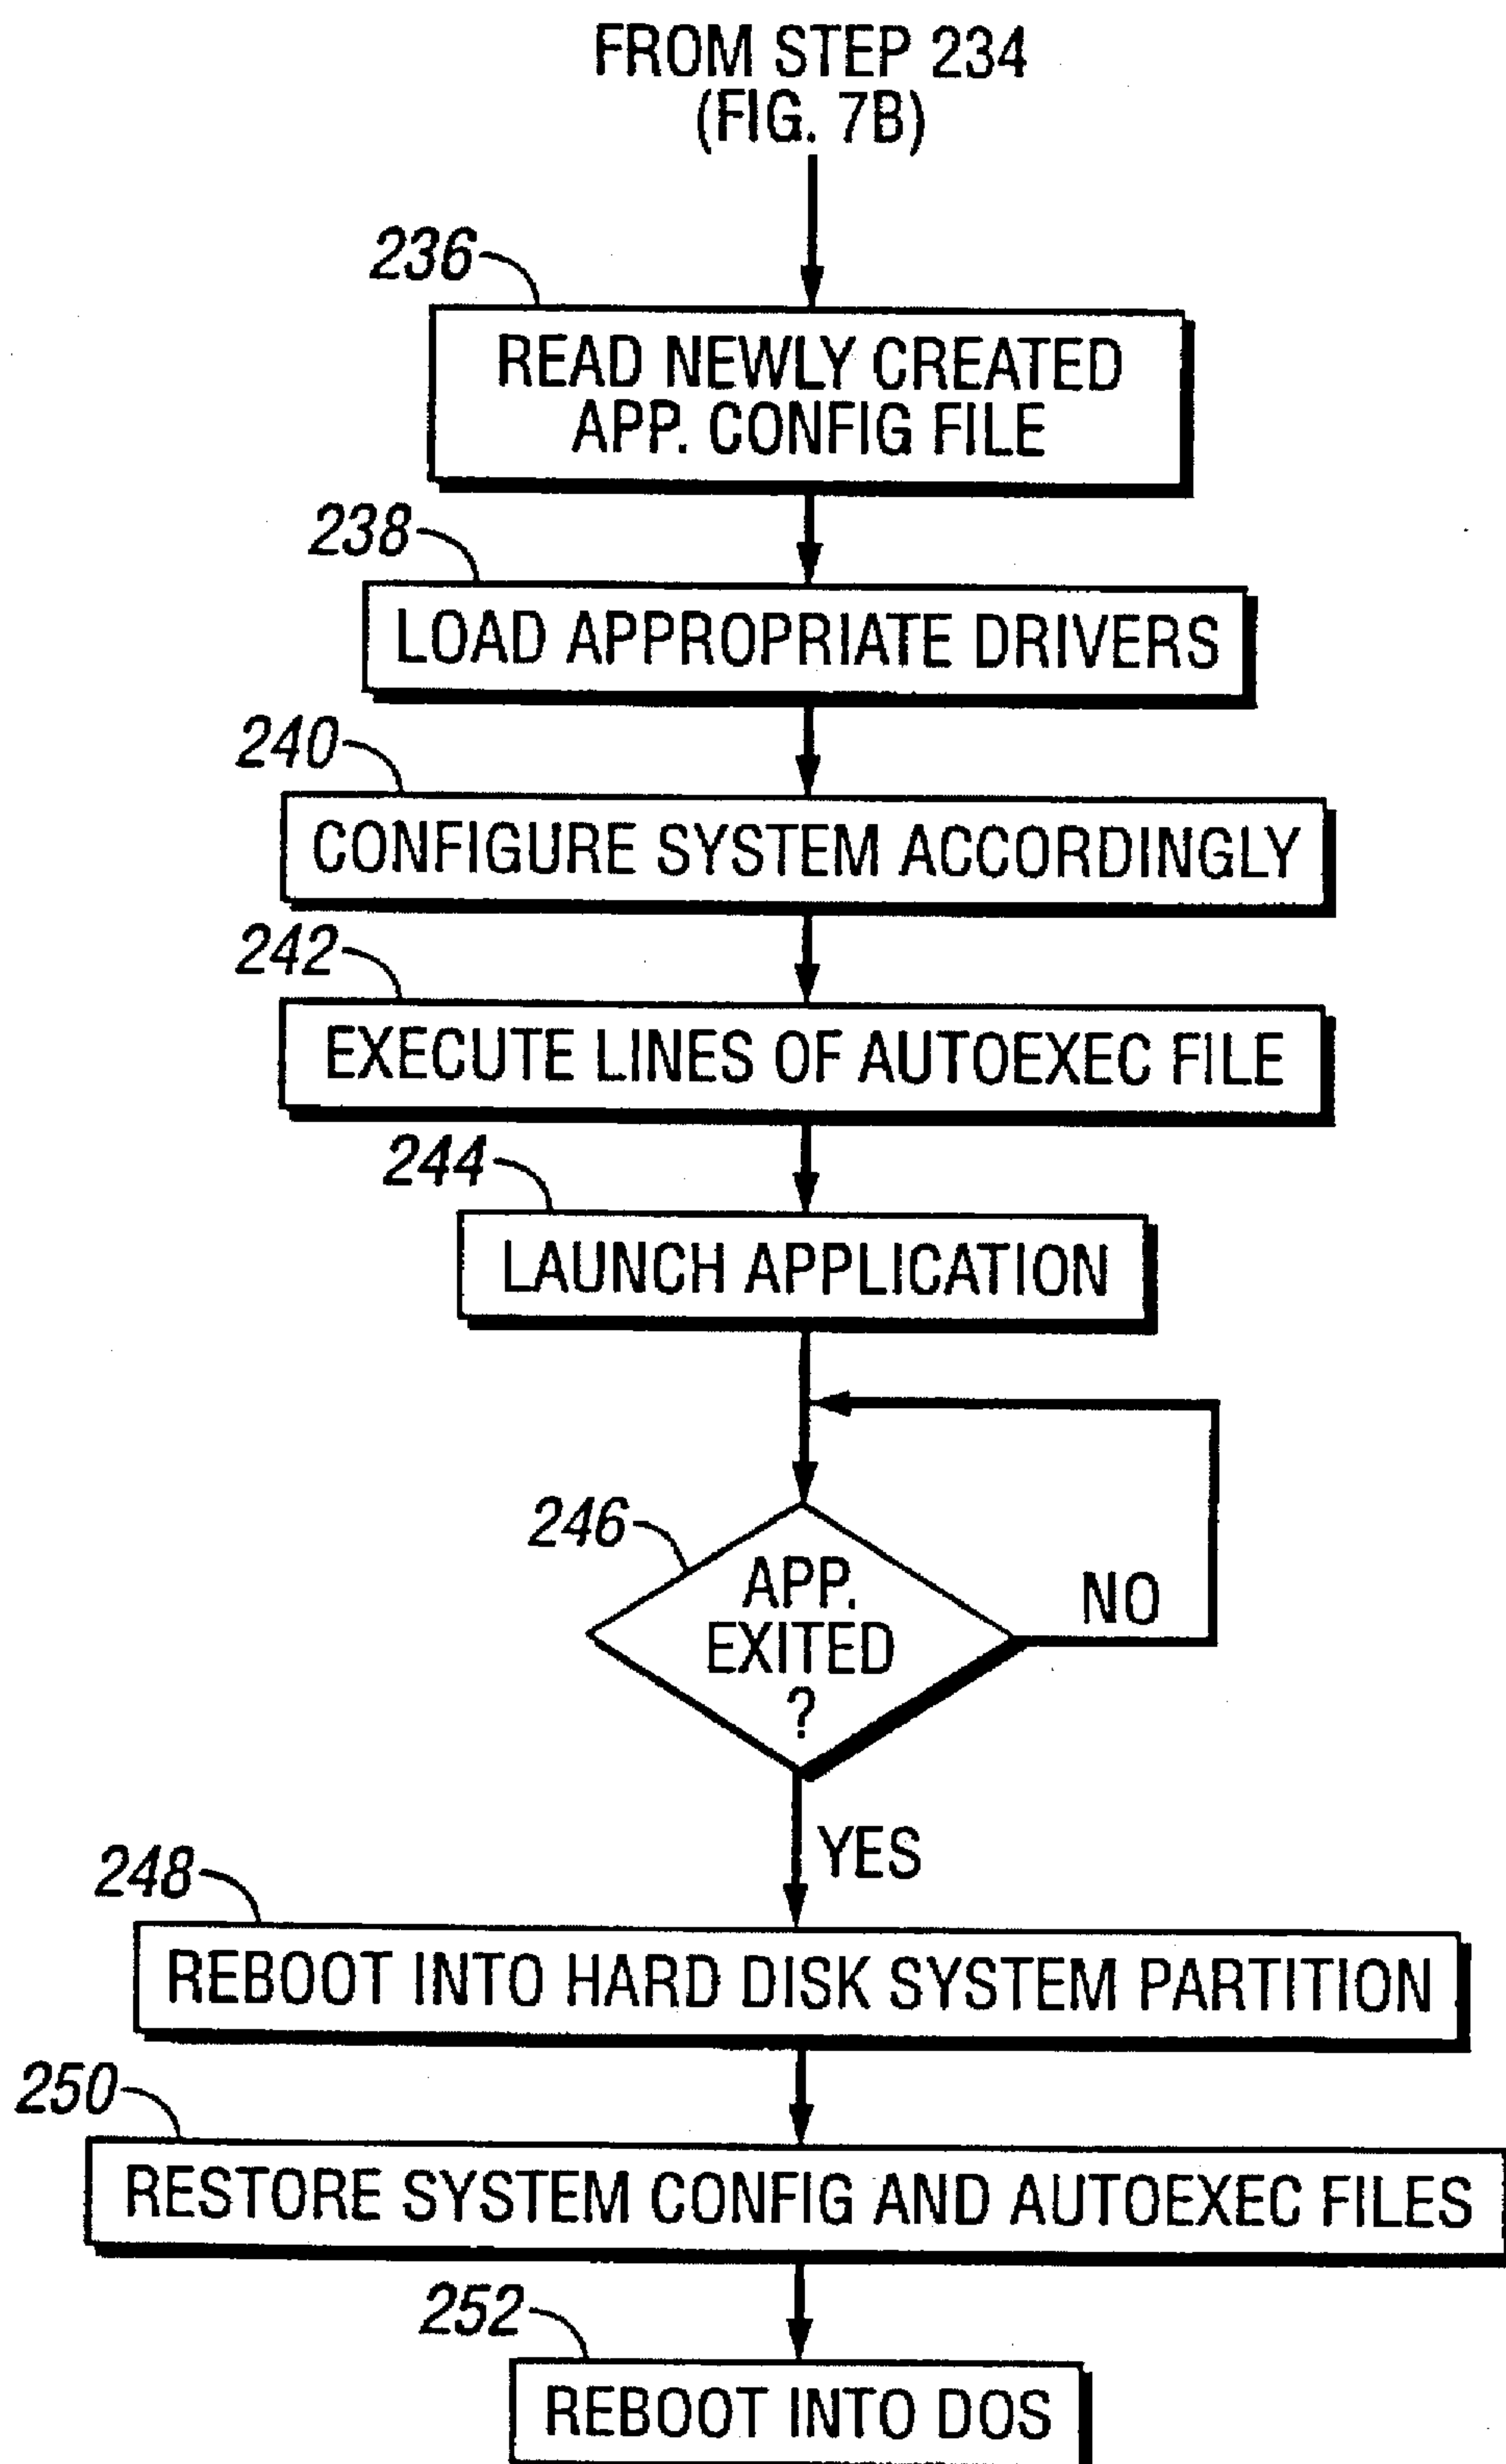 FROM STEP 234
(FIG. 7B)
236
READ NEWLY CREATED
APP. CONFIG FILE
238
LOAD APPROPRIATE DRIVERS
240
CONFIGURE SYSTEM ACCORDINGLY
242
EXECUTE LINES OF AUTOEXEC FILE
244
LAUNCH APPLICATION
246
APP.
EXITED
?
NO
YES
248
REBOOT INTO HARD DISK SYSTEM PARTITION
250
RESTORE SYSTEM CONFIG AND AUTOEXEC FILES
252
REBOOT INTO DOS